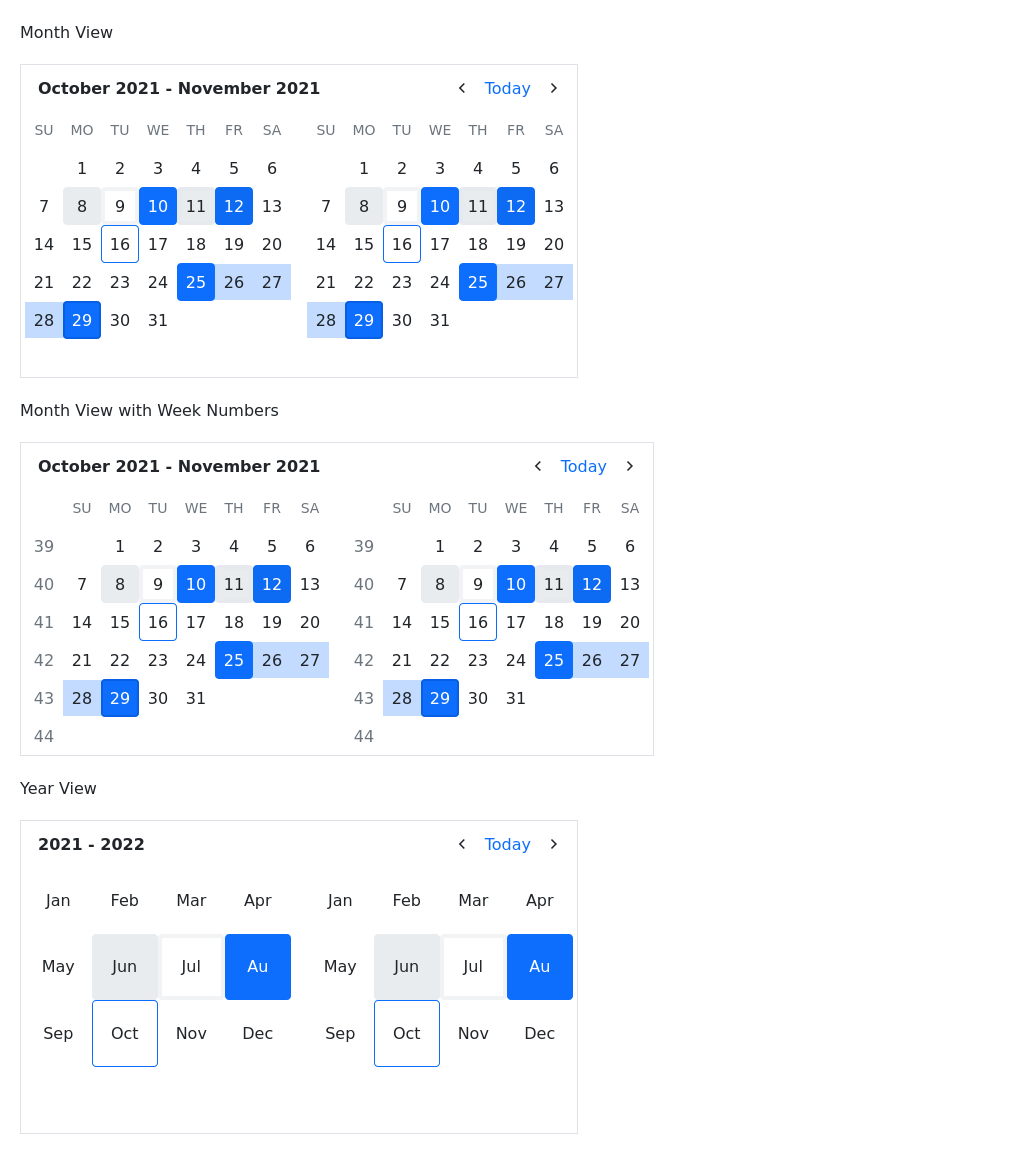 Month View
October 2021 - November 2021 Today
SU MO TU WE TH FR SA SU MO TU WE TH FR SA
1 2 3 4 5 6 1 2 3 4 5 6
7 8 9 10 11 12 13 7 8 9 10 11 12 13
14 15 16 17 18 19 20 14 15 16 17 18 19 20
21 22 23 24 25 26 27 21 22 23 24 25 26 27
28 29 30 31 28 29 30 31
Month View with Week Numbers
October 2021 - November 2021 Today
SU MO TU WE TH FR SA SU MO TU WE TH FR SA
39 1 2 3 4 5 6 39 1 2 3 4 5 6
40 7 8 9 10 11 12 13 40 7 8 9 10 11 12 13
41 14 15 16 17 18 19 20 41 14 15 16 17 18 19 20
42 21 22 23 24 25 26 27 42 21 22 23 24 25 26 27
43 28 29 30 31 43 28 29 30 31
44 44
Year View
2021 - 2022 Today
Jan Feb Mar Apr Jan Feb Mar Apr
May Jun Jul Au May Jun Jul Au
Sep Oct Nov Dec Sep Oct Nov Dec